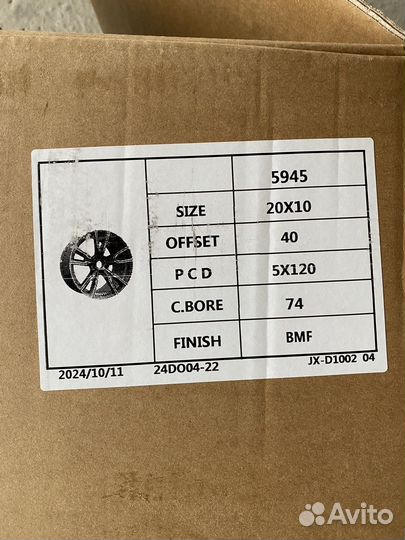 5945
SIZE 20X10
OFFSET 40
P C D 5X120
C.BORE 74
FINISH BMF
2024/10/11 24DO04-22 JX-D1002 04
Avito